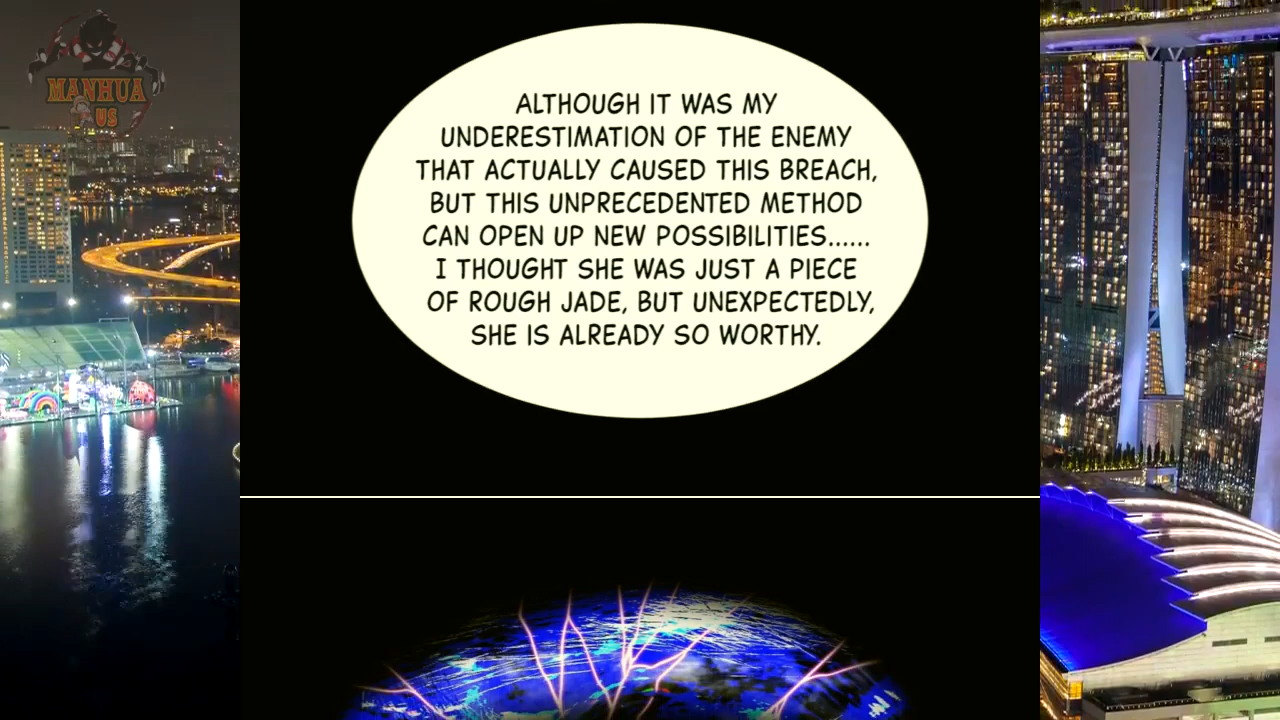 MANHUA
US
ALTHOUGH IT WAS MY
UNDERESTIMATION OF THE ENEMY
THAT ACTUALLY CAUSED THIS BREACH,
BUT THIS UNPRECEDENTED METHOD
CAN OPEN UP NEW POSSIBILITIES......
I THOUGHT SHE WAS JUST A PIECE
OF ROUGH JADE, BUT UNEXPECTEDLY,
SHE IS ALREADY SO WORTHY.